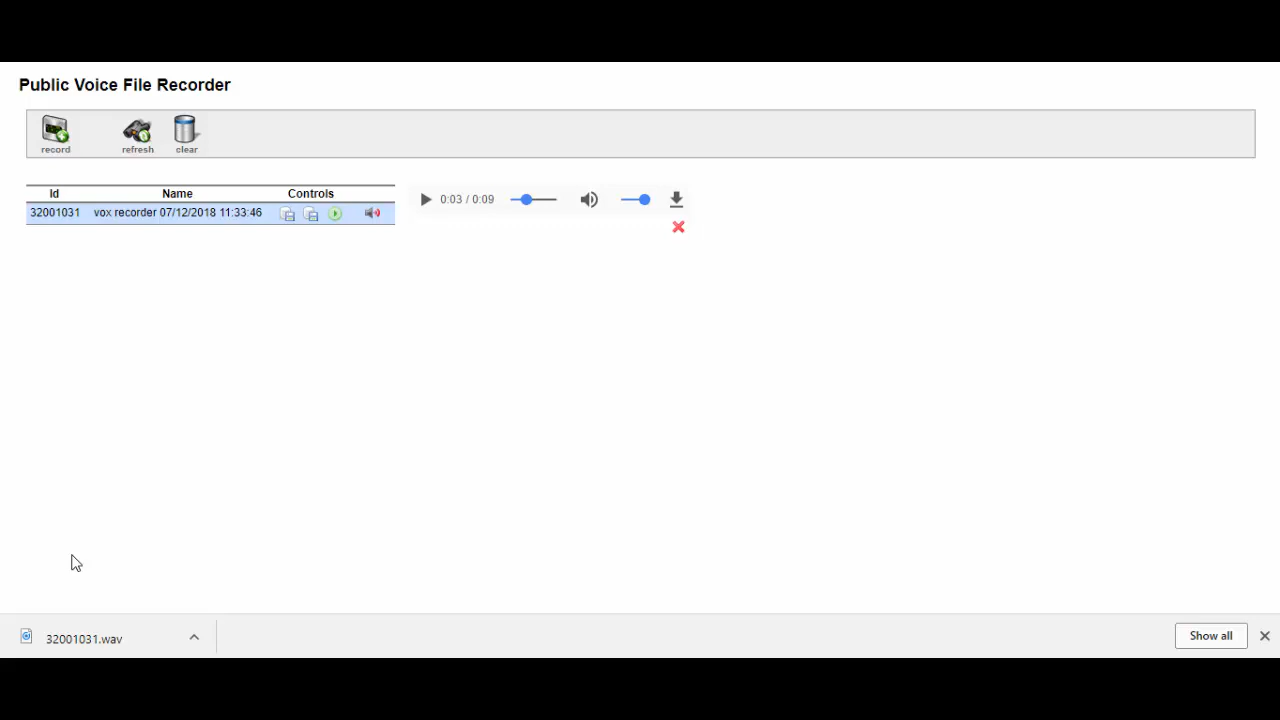 Public Voice File Recorder
record refresh clear
Id Name Controls
32001031 vox recorder 07/12/2018 11:33:46
0:03 / 0:09
32001031.wav
Show all